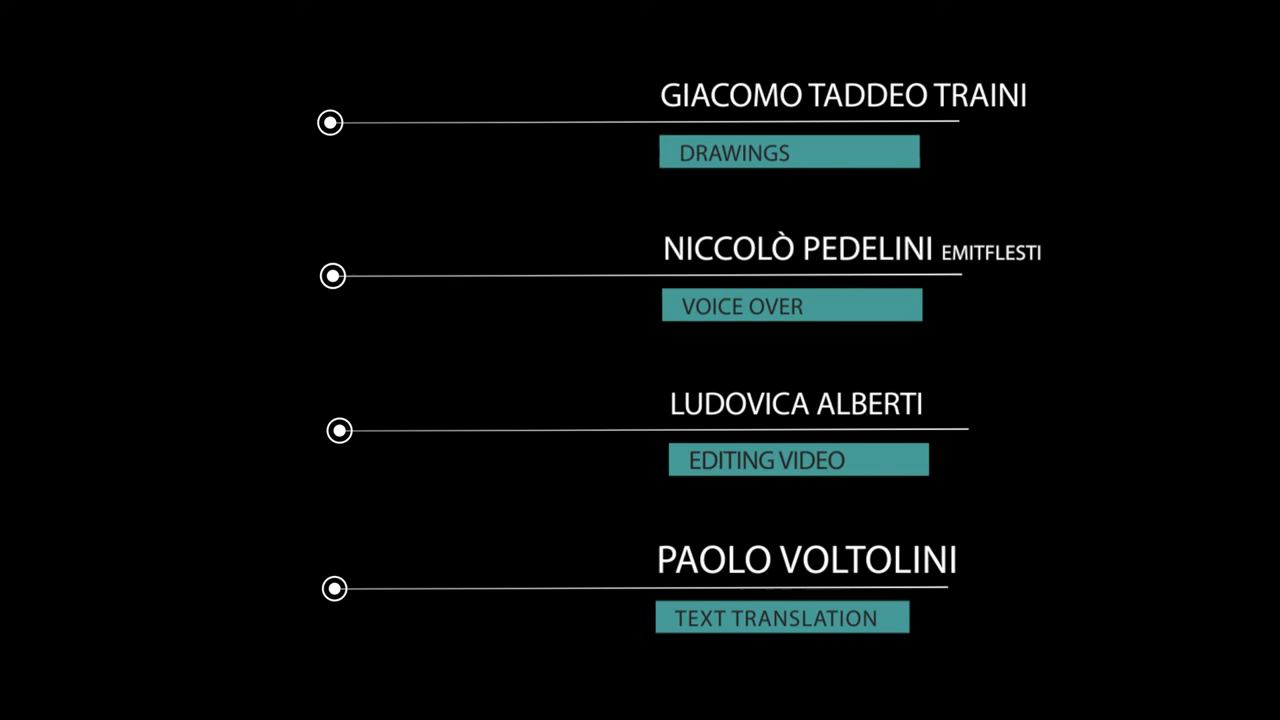 GIACOMO TADDEO TRAINI
DRAWINGS
NICCOLÒ PEDELINI EMITFLESTI
VOICE OVER
LUDOVICA ALBERTI
EDITING VIDEO
PAOLO VOLTOLINI
TEXT TRANSLATION